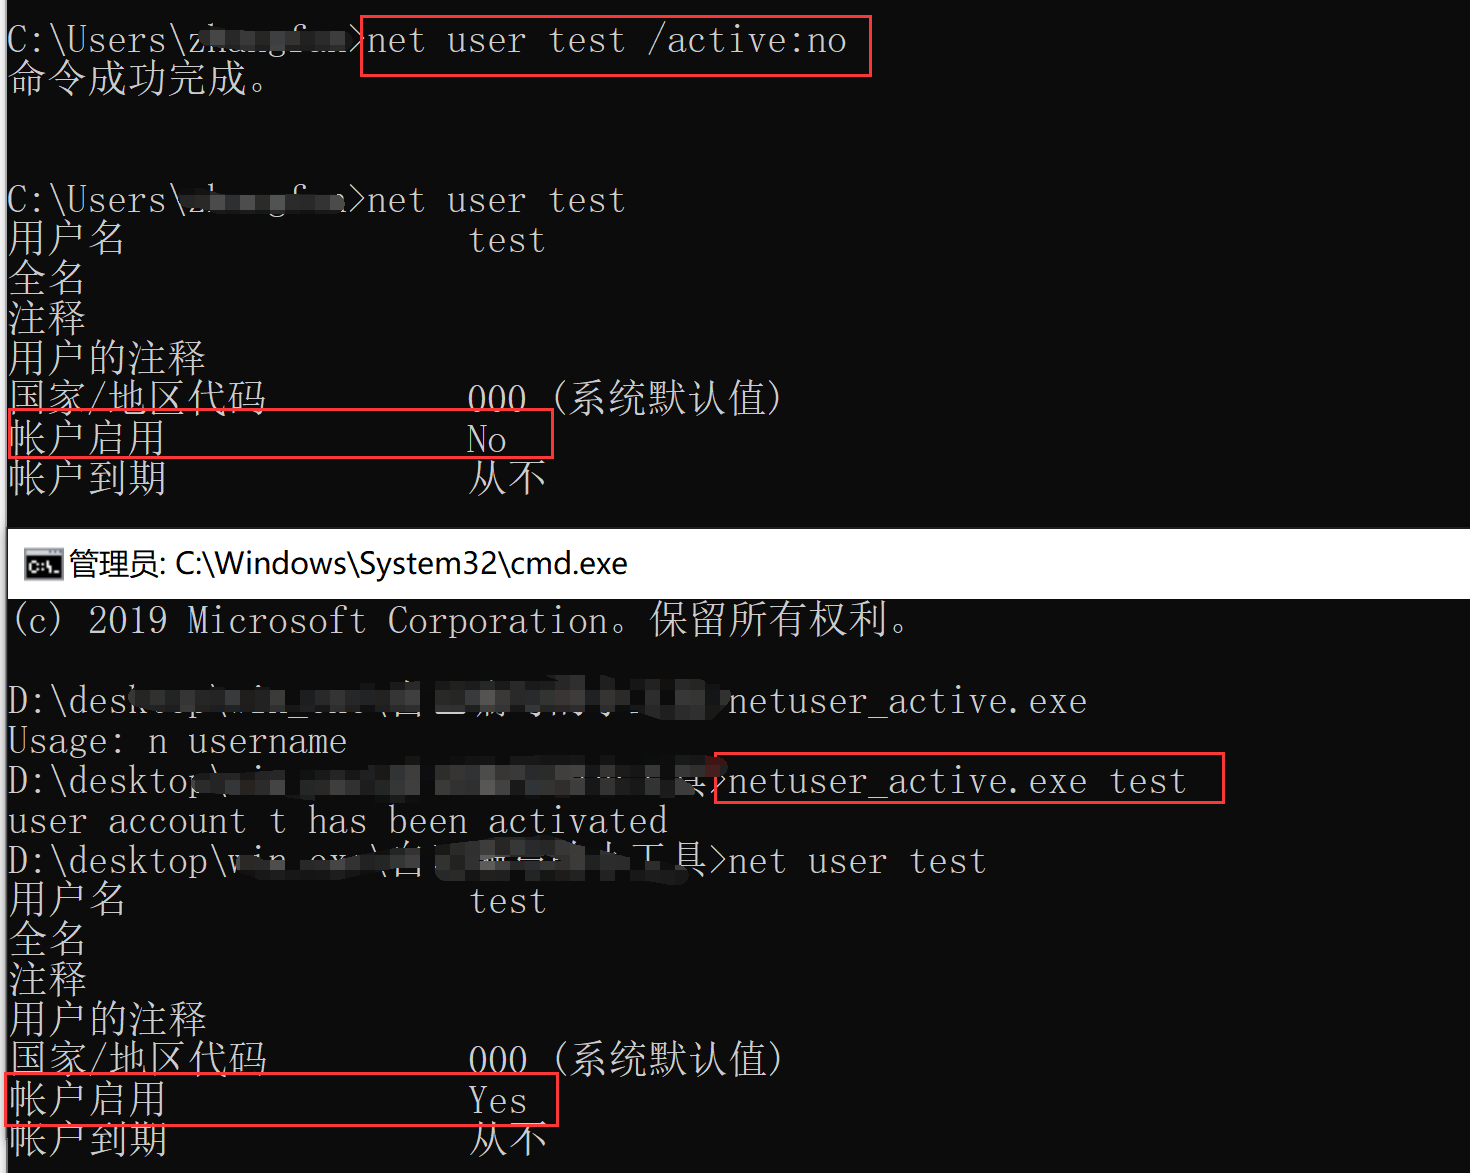 C:\Users\>net user test /active:no
命令成功完成。
C:\Users\>net user test
用户名 test
全名
注释
用户的注释
国家/地区代码 000 (系统默认值)
帐户启用 No
帐户到期 从不
管理员: C:\Windows\System32\cmd.exe
(c) 2019 Microsoft Corporation。保留所有权利。
D:\desktop\ netuser_active.exe
Usage: n username
D:\desktop\ 工具>netuser_active.exe test
user account t has been activated
D:\desktop\ 工具>net user test
用户名 test
全名
注释
用户的注释
国家/地区代码 000 (系统默认值)
帐户启用 Yes
帐户到期 从不